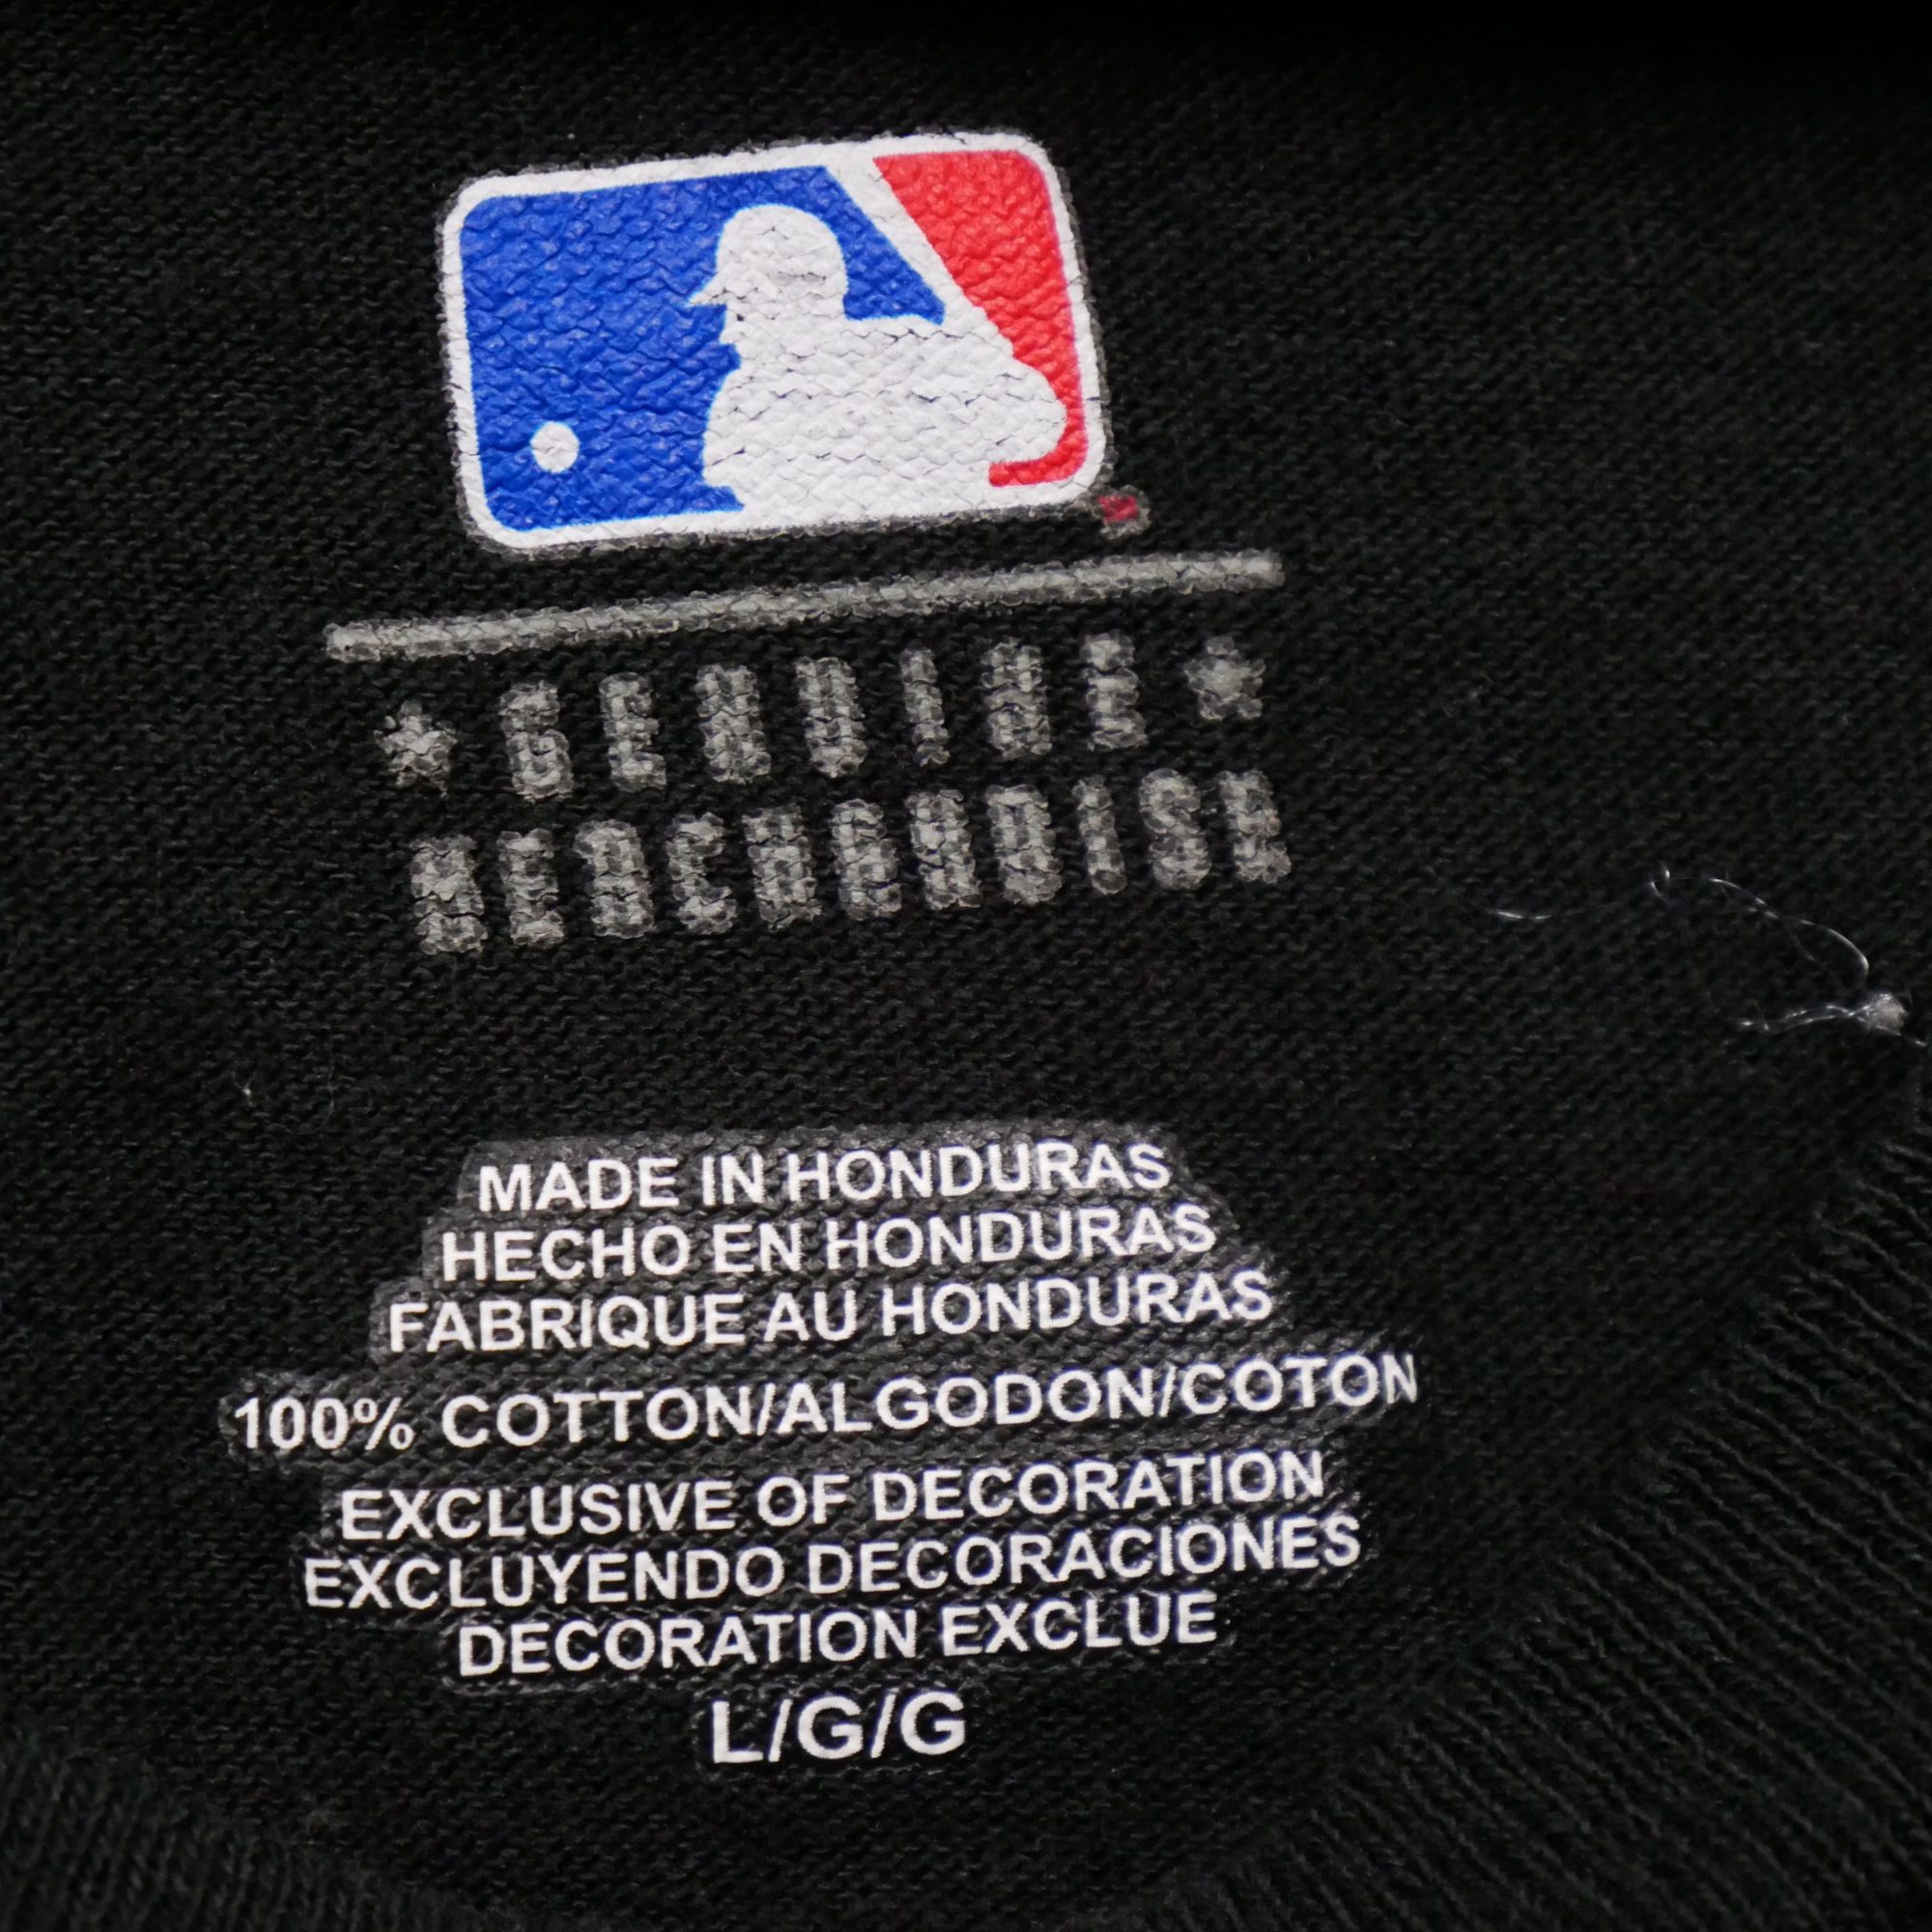 GENUINE
MERCHANDISE
MADE IN HONDURAS
HECHO EN HONDURAS
FABRIQUE AU HONDURAS
100% COTTON/ALGODON/COTON
EXCLUSIVE OF DECORATION
EXCLUYENDO DECORACIONES
DECORATION EXCLUE
L/G/G